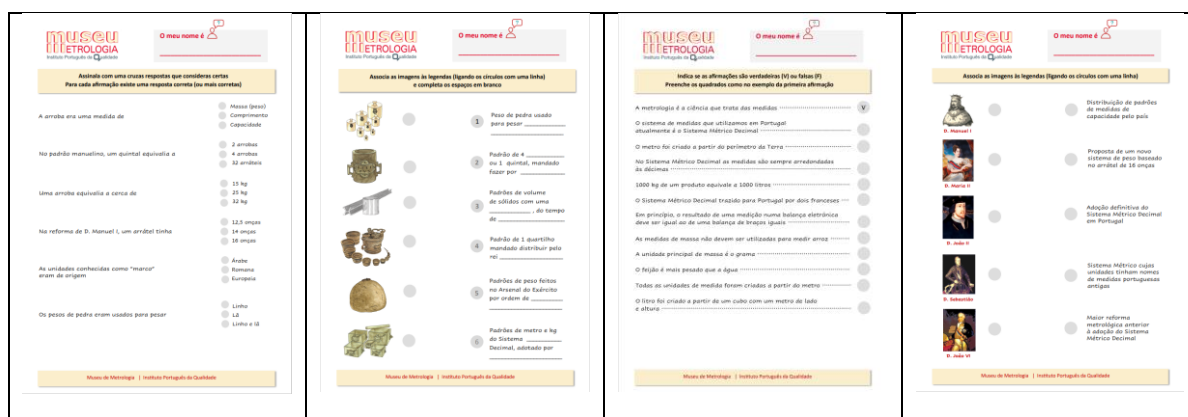 museu
METROLOGIA
Instituto Português da Qualidade
O meu nome é
Assinala com uma cruzas respostas que consideras certas
Para cada afirmação existe uma resposta correta (ou mais corretas)
A arroba era uma medida de
Massa (peso)
Comprimento
Capacidade
No padrão manuelino, um quintal equivalia a
2 arrobas
4 arrobas
32 arráteis
Uma arroba equivalia a cerca de
15 kg
25 kg
32 kg
Na reforma de D. Manuel I, um arrátel tinha
12,5 onças
14 onças
16 onças
As unidades conhecidas como "marco"
eram de origem
Árabe
Romana
Europeia
Os pesos de pedra eram usados para pesar
Linho
Lã
Linho e lã
Museu de Metrologia | Instituto Português da Qualidade
museu
METROLOGIA
Instituto Português da Qualidade
O meu nome é
Associa as imagens às legendas (ligando os círculos com uma linha)
e completa os espaços em branco
1
Peso de pedra usado
para pesar
2
Padrão de 4
ou 1 quintal, mandado
fazer por
3
Padrões de volume
de sólidos com uma
, do tempo
de
4
Padrão de 1 quartilho
mandado distribuir pelo
rei
5
Padrões de peso feitos
no Arsenal do Exército
por ordem de
6
Padrões de metro e kg
do Sistema
Decimal, adotado por
Museu de Metrologia | Instituto Português da Qualidade
museu
METROLOGIA
Instituto Português da Qualidade
O meu nome é
Indica se as afirmações são verdadeiras (V) ou falsas (F)
Preenche os quadrados como no exemplo da primeira afirmação
A metrologia é a ciência que trata das medidas
V
O sistema de medidas que utilizamos em Portugal
atualmente é o Sistema Métrico Decimal
O metro foi criado a partir do perímetro da Terra
No Sistema Métrico Decimal as medidas são sempre arredondadas
às décimas
1000 kg de um produto equivale a 1000 litros
O Sistema Métrico Decimal trazido para Portugal por dois franceses
Em princípio, o resultado de uma medição numa balança eletrónica
deve ser igual ao de uma balança de braços iguais
As medidas de massa não devem ser utilizadas para medir arroz
A unidade principal de massa é o grama
O feijão é mais pesado que a água
Todas as unidades de medida foram criadas a partir do metro
O litro foi criado a partir de um cubo com um metro de lado
e altura
Museu de Metrologia | Instituto Português da Qualidade
museu
METROLOGIA
Instituto Português da Qualidade
O meu nome é
Associa as imagens às legendas (ligando os círculos com uma linha)
D. Manuel I
Distribuição de padrões
de medidas de
capacidade pelo país
D. Maria II
Proposta de um novo
sistema de peso baseado
no arrátel de 16 onças
D. João II
Adoção definitiva do
Sistema Métrico Decimal
em Portugal
D. Sebastião
Sistema Métrico cujas
unidades tinham nomes
de medidas portuguesas
antigas
D. João VI
Maior reforma
metrológica anterior
à adoção do Sistema
Métrico Decimal
Museu de Metrologia | Instituto Português da Qualidade